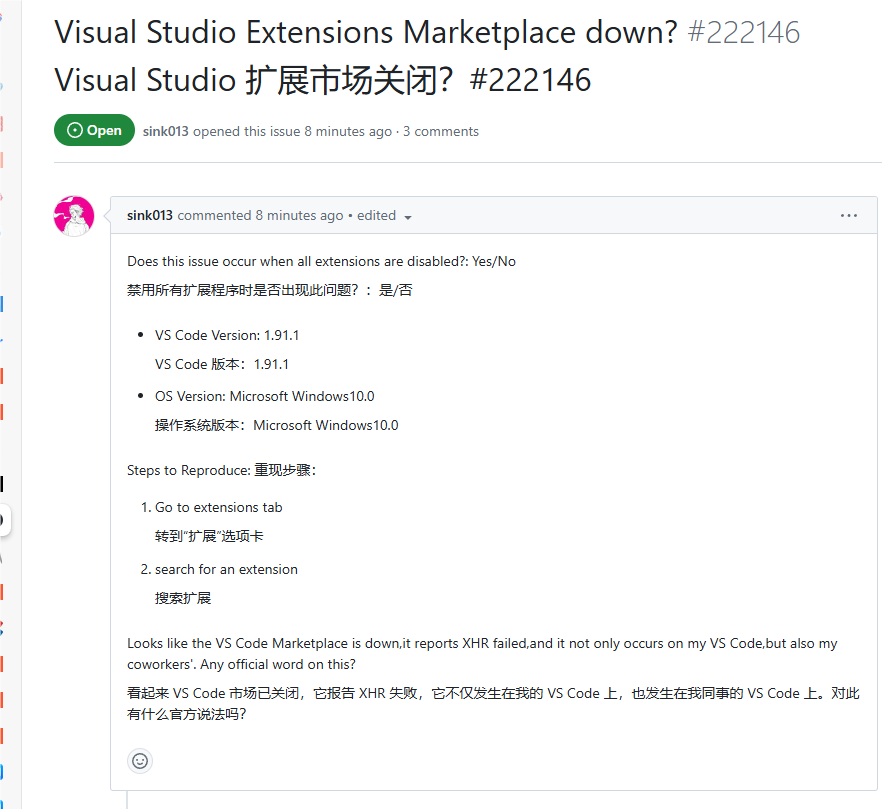 Visual Studio Extensions Marketplace down? #222146
Visual Studio 扩展市场关闭？#222146
Open sink013 opened this issue 8 minutes ago · 3 comments
sink013 commented 8 minutes ago • edited
Does this issue occur when all extensions are disabled?: Yes/No
禁用所有扩展程序时是否出现此问题？：是/否
• VS Code Version: 1.91.1
VS Code 版本：1.91.1
• OS Version: Microsoft Windows10.0
操作系统版本：Microsoft Windows10.0
Steps to Reproduce: 重现步骤：
1. Go to extensions tab
转到“扩展”选项卡
2. search for an extension
搜索扩展
Looks like the VS Code Marketplace is down,it reports XHR failed,and it not only occurs on my VS Code,but also my
coworkers'. Any official word on this?
看起来 VS Code 市场已关闭，它报告 XHR 失败，它不仅发生在我的 VS Code 上，也发生在我同事的 VS Code 上。对此
有什么官方说法吗？